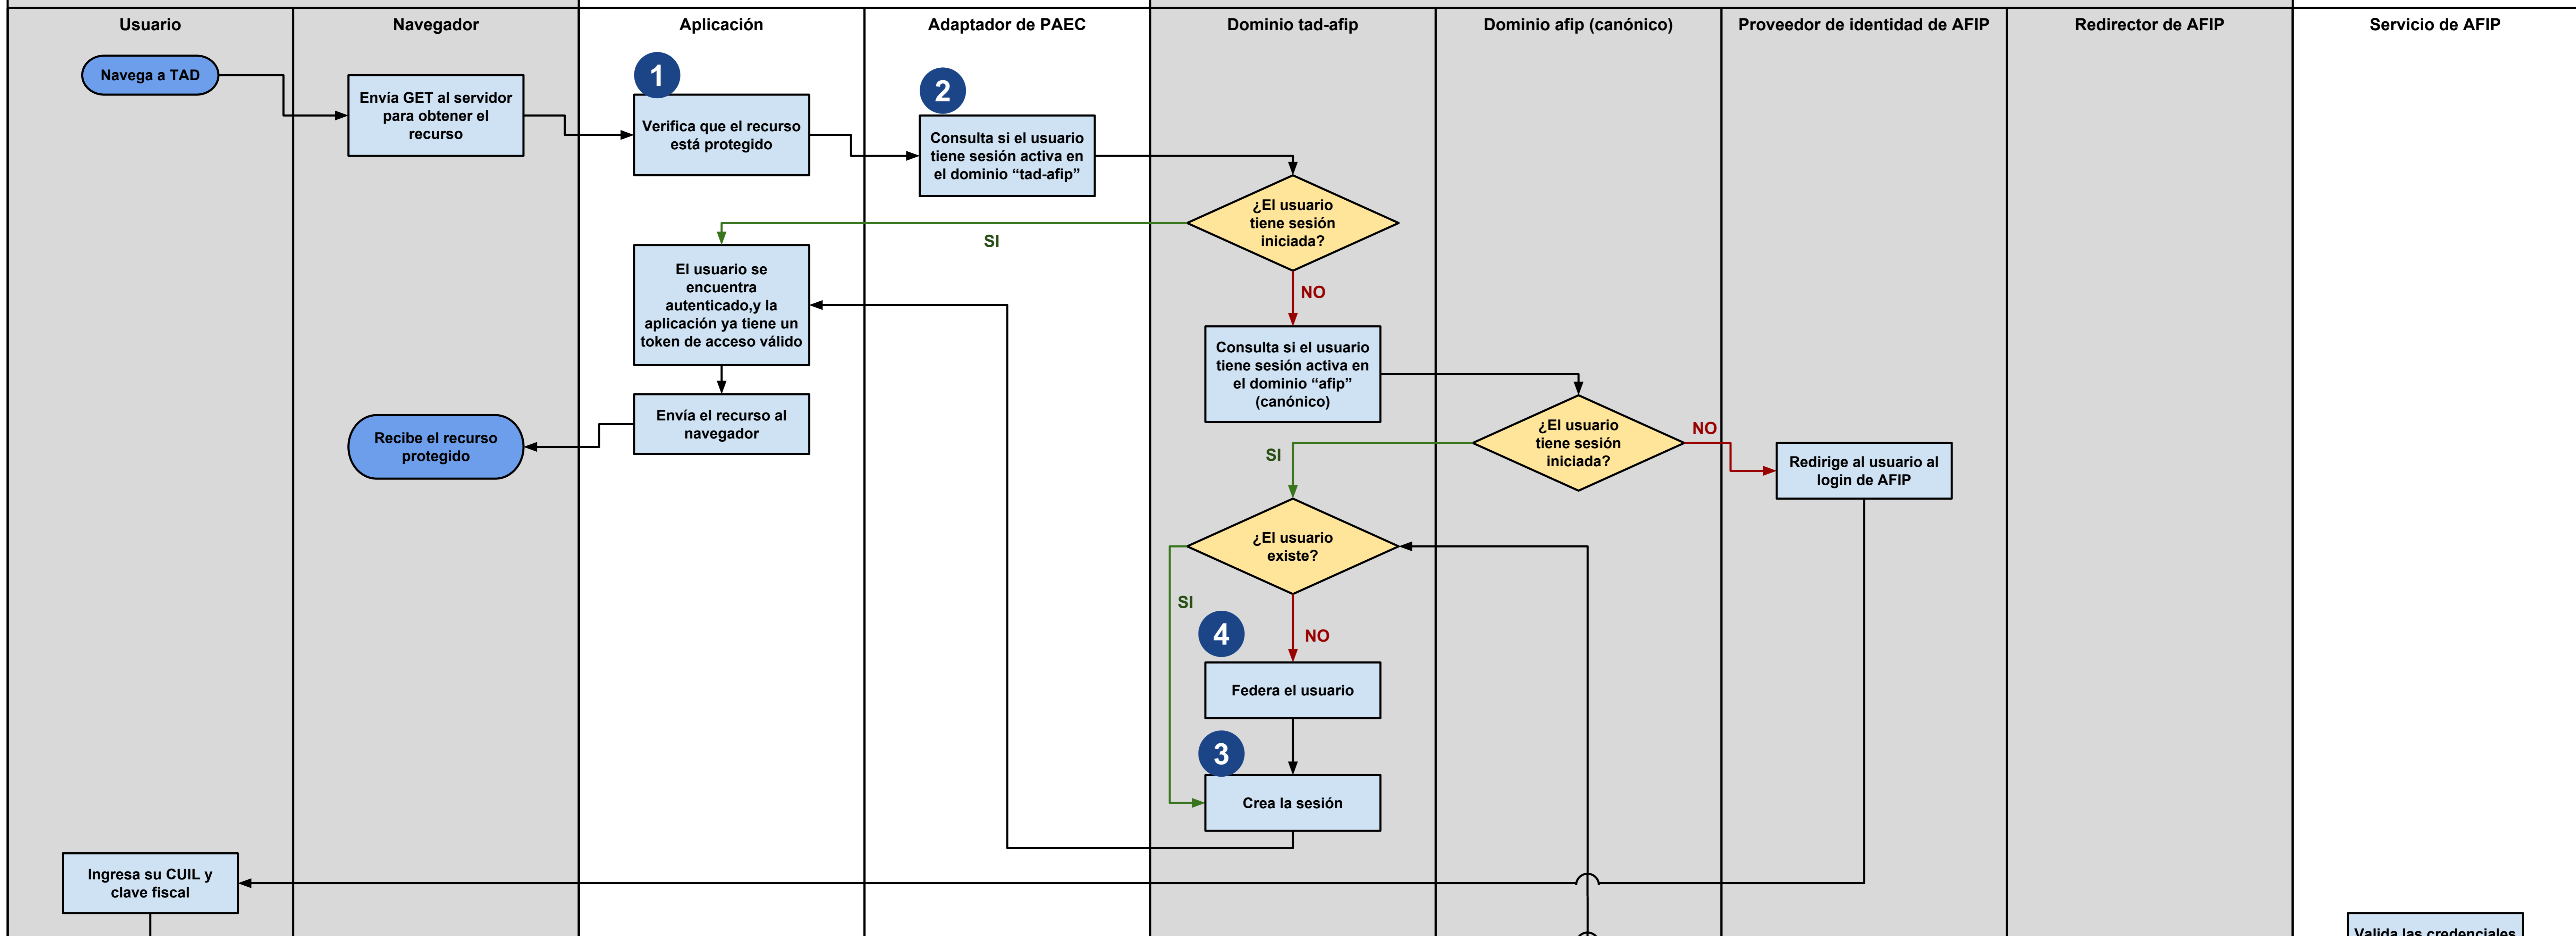 Usuario
Navegador
Aplicación
Adaptador de PAEC
Dominio tad-afip
Dominio afip (canónico)
Proveedor de identidad de AFIP
Redirector de AFIP
Servicio de AFIP
Navega a TAD
Envía GET al servidor
para obtener el
recurso
1
Verifica que el recurso
está protegido
2
Consulta si el usuario
tiene sesión activa en
el dominio “tad-afip”
¿El usuario
tiene sesión
iniciada?
SI
NO
El usuario se
encuentra
autenticado,y la
aplicación ya tiene un
token de acceso válido
Consulta si el usuario
tiene sesión activa en
el dominio “afip”
(canónico)
Envía el recurso al
navegador
Recibe el recurso
protegido
¿El usuario
tiene sesión
iniciada?
SI
NO
Redirige al usuario al
login de AFIP
¿El usuario
existe?
SI
NO
4
Federa el usuario
3
Crea la sesión
Ingresa su CUIL y
clave fiscal
Valida las credenciales